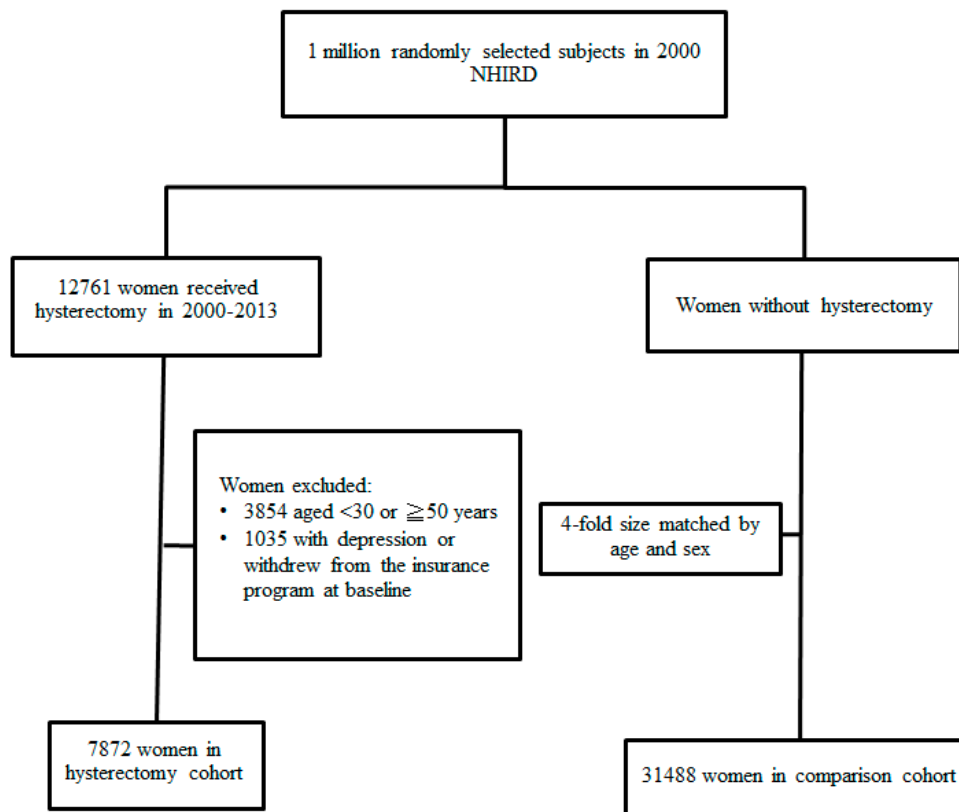 1 million randomly selected subjects in 2000
NHIRD
12761 women received
hysterectomy in 2000-2013
Women without hysterectomy
Women excluded:
• 3854 aged <30 or ≧50 years
• 1035 with depression or
withdrew from the insurance
program at baseline
4-fold size matched by
age and sex
7872 women in
hysterectomy cohort
31488 women in comparison cohort